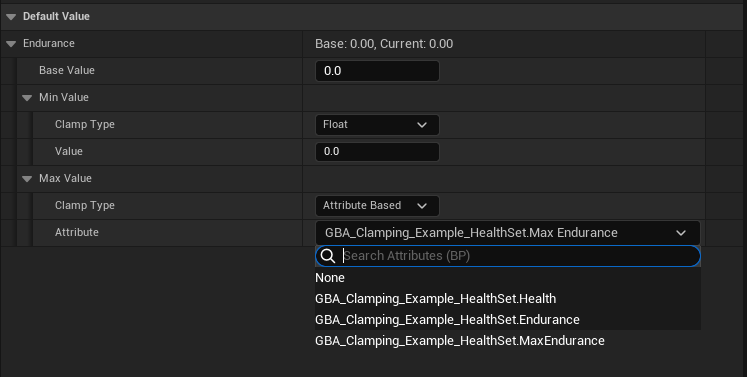 Default Value
Endurance Base: 0.00, Current: 0.00
Base Value 0.0
Min Value
Clamp Type Float
Value 0.0
Max Value
Clamp Type Attribute Based
Attribute GBA_Clamping_Example_HealthSet.Max Endurance
Search Attributes (BP)
None
GBA_Clamping_Example_HealthSet.Health
GBA_Clamping_Example_HealthSet.Endurance
GBA_Clamping_Example_HealthSet.MaxEndurance